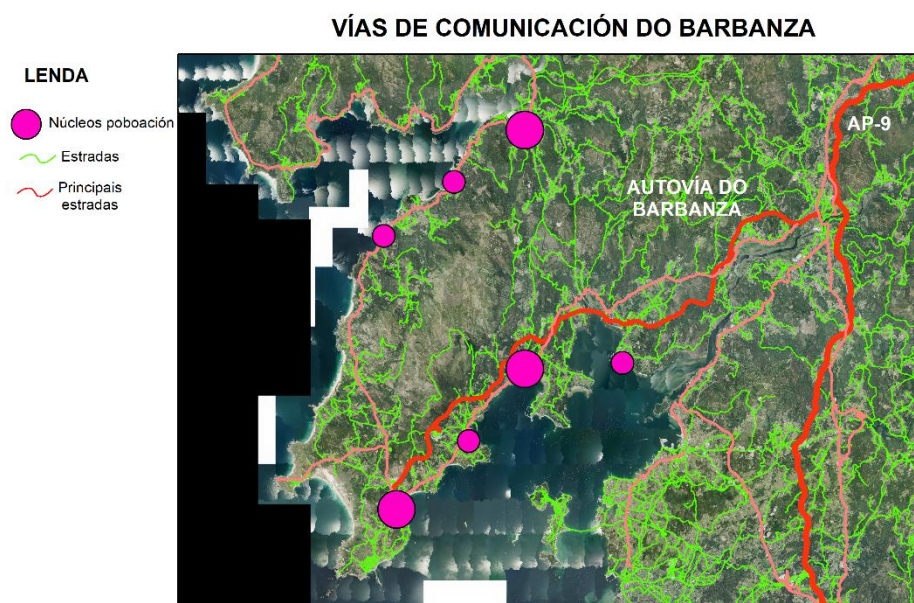 VÍAS DE COMUNICACIÓN DO BARBANZA
LENDA
Núcleos poboación
Estradas
Principais
estradas
AP-9
AUTOVÍA DO
BARBANZA